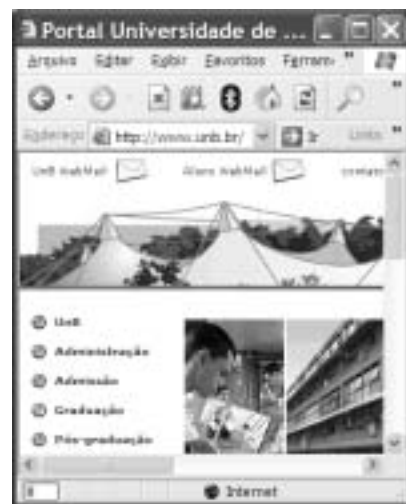 Portal Universidade de ...
Arquivo Editar Exibir Favoritos Ferram
Endereço http://www.unb.br/ Ir Links
UnB WebMail Aluno WebMail contato
UnB
Administração
Admissão
Graduação
Pós-graduação
Internet